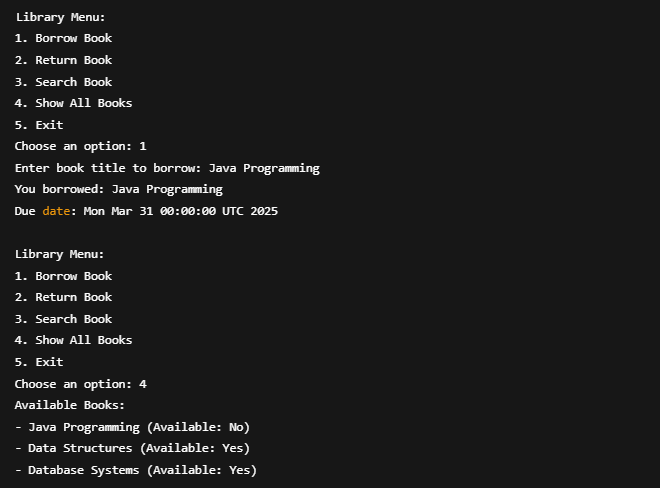 Library Menu:
1. Borrow Book
2. Return Book
3. Search Book
4. Show All Books
5. Exit
Choose an option: 1
Enter book title to borrow: Java Programming
You borrowed: Java Programming
Due date: Mon Mar 31 00:00:00 UTC 2025

Library Menu:
1. Borrow Book
2. Return Book
3. Search Book
4. Show All Books
5. Exit
Choose an option: 4
Available Books:
- Java Programming (Available: No)
- Data Structures (Available: Yes)
- Database Systems (Available: Yes)